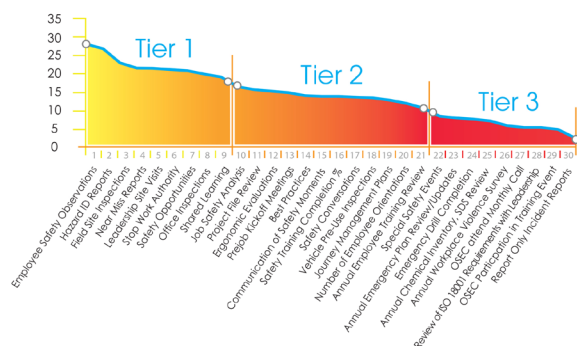 35
30
25
20
15
10
5
0
Tier 1
Tier 2
Tier 3
1 2 3 4 5 6 7 8 9 10 11 12 13 14 15 16 17 18 19 20 21 22 23 24 25 26 27 28 29 30
Employee Safety Observations
Hazard ID Reports
Field Site Inspections
Near Miss Reports
Leadership Site Visits
Stop Work Authority
Safety Opportunities
Office Inspections
Shared Learning
Job Safety Analysis
Project File Review
Ergonomic Evaluations
Prejob Kickoff Meetings
Best Practices
Communication of Safety Moments
Safety Training Completion %
Safety Conversations
Vehicle Pre-Use Inspections
Journey Management Plans
Number of Employee Orientations
Annual Employee Training Review
Special Safety Events
Annual Emergency Plan Review/Updates
Emergency Drill Completion
Annual Chemical Inventory, SDS Review
Annual Workplace Violence Survey
OSEC attend Monthly Call
Review of ISO 18001 Requirements with Leadership
OSEC Particpation in Training Event
Report Only Incident Reports